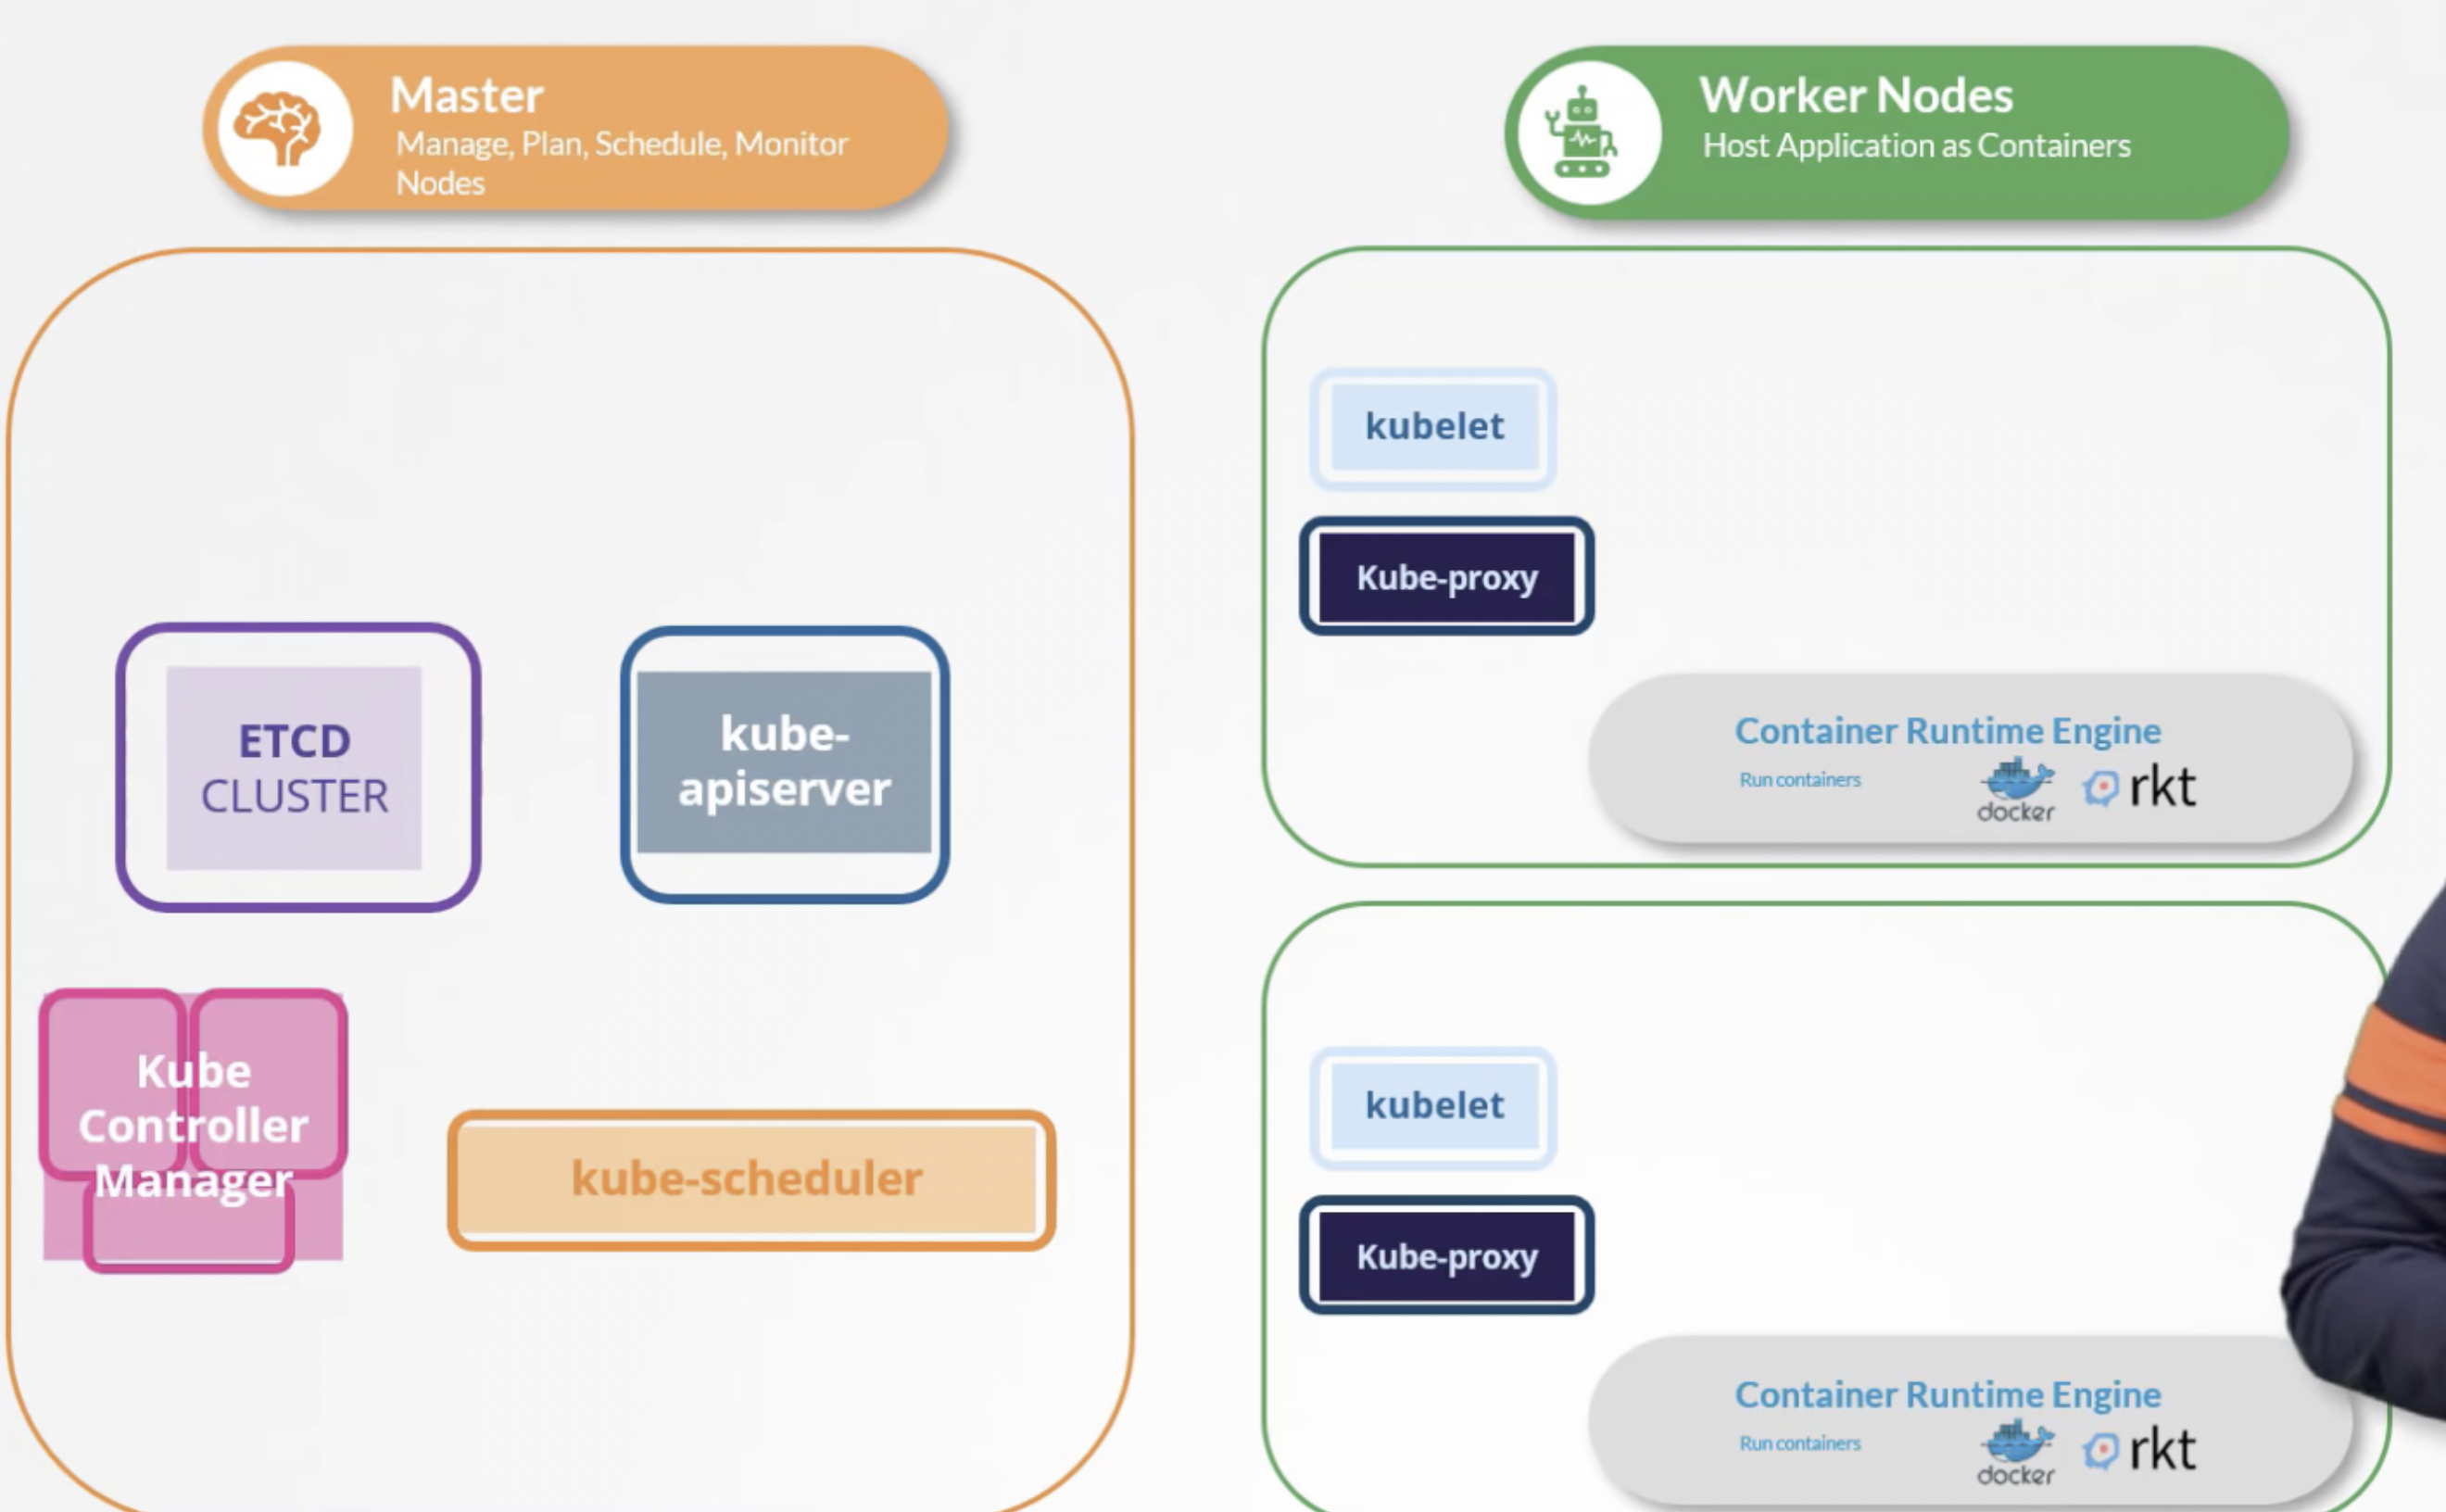 Master
Manage, Plan, Schedule, Monitor
Nodes
ETCD
CLUSTER
kube-
apiserver
Kube
Controller
Manager
kube-scheduler
Worker Nodes
Host Application as Containers
kubelet
Kube-proxy
Container Runtime Engine
Run containers
docker
rkt
kubelet
Kube-proxy
Container Runtime Engine
Run containers
docker
rkt